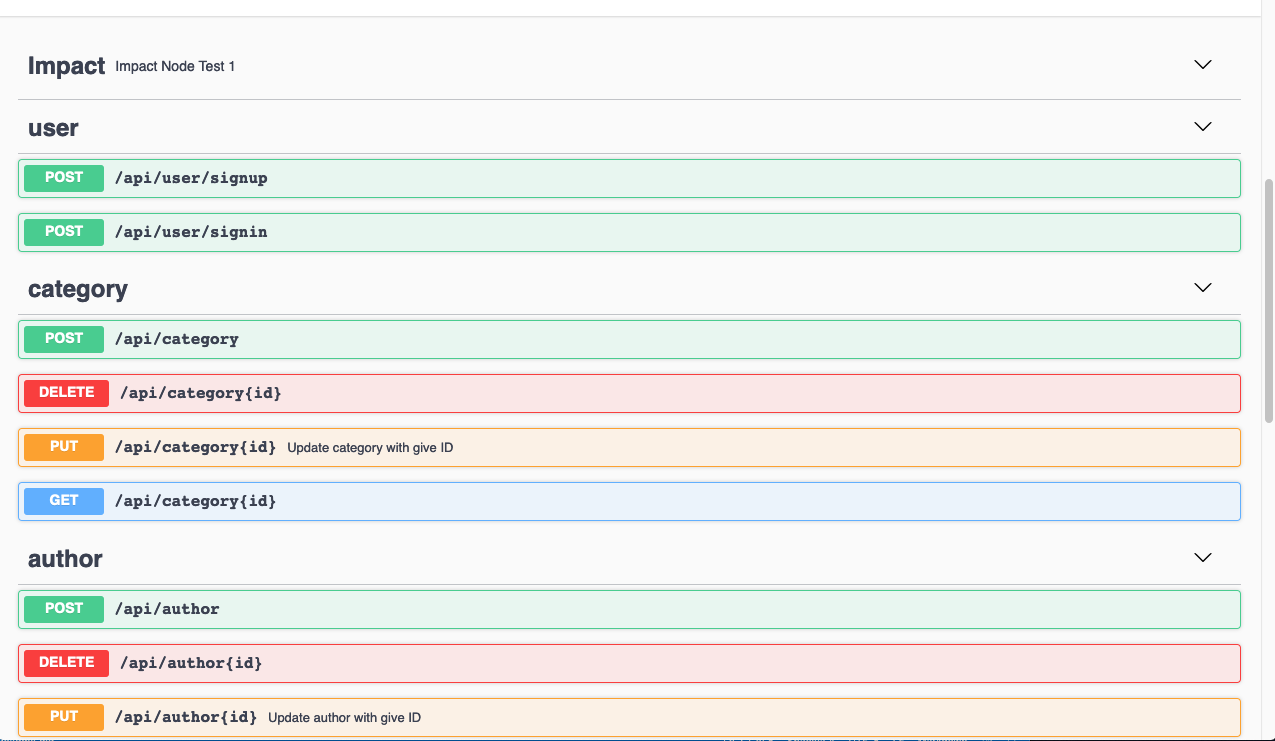 Impact Impact Node Test 1
user
POST /api/user/signup
POST /api/user/signin
category
POST /api/category
DELETE /api/category{id}
PUT /api/category{id} Update category with give ID
GET /api/category{id}
author
POST /api/author
DELETE /api/author{id}
PUT /api/author{id} Update author with give ID